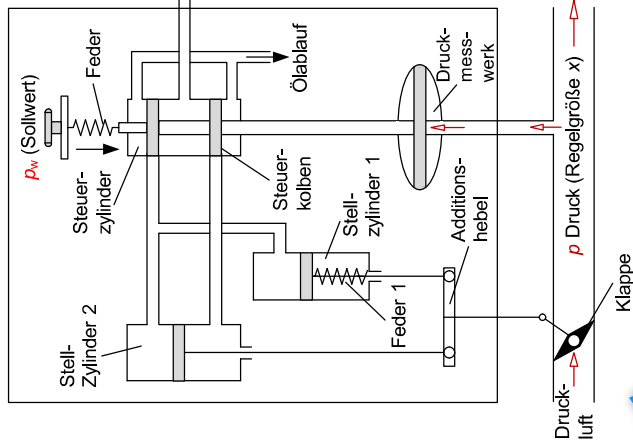 p_w (Sollwert)
Feder
Steuer-
zylinder
Ölablauf
Druck-
mess-
werk
Steuer-
kolben
Stell-
zylinder 1
Stell-
Zylinder 2
Feder 1
Additions-
hebel
p Druck (Regelgröße x)
Klappe
Druck-
luft